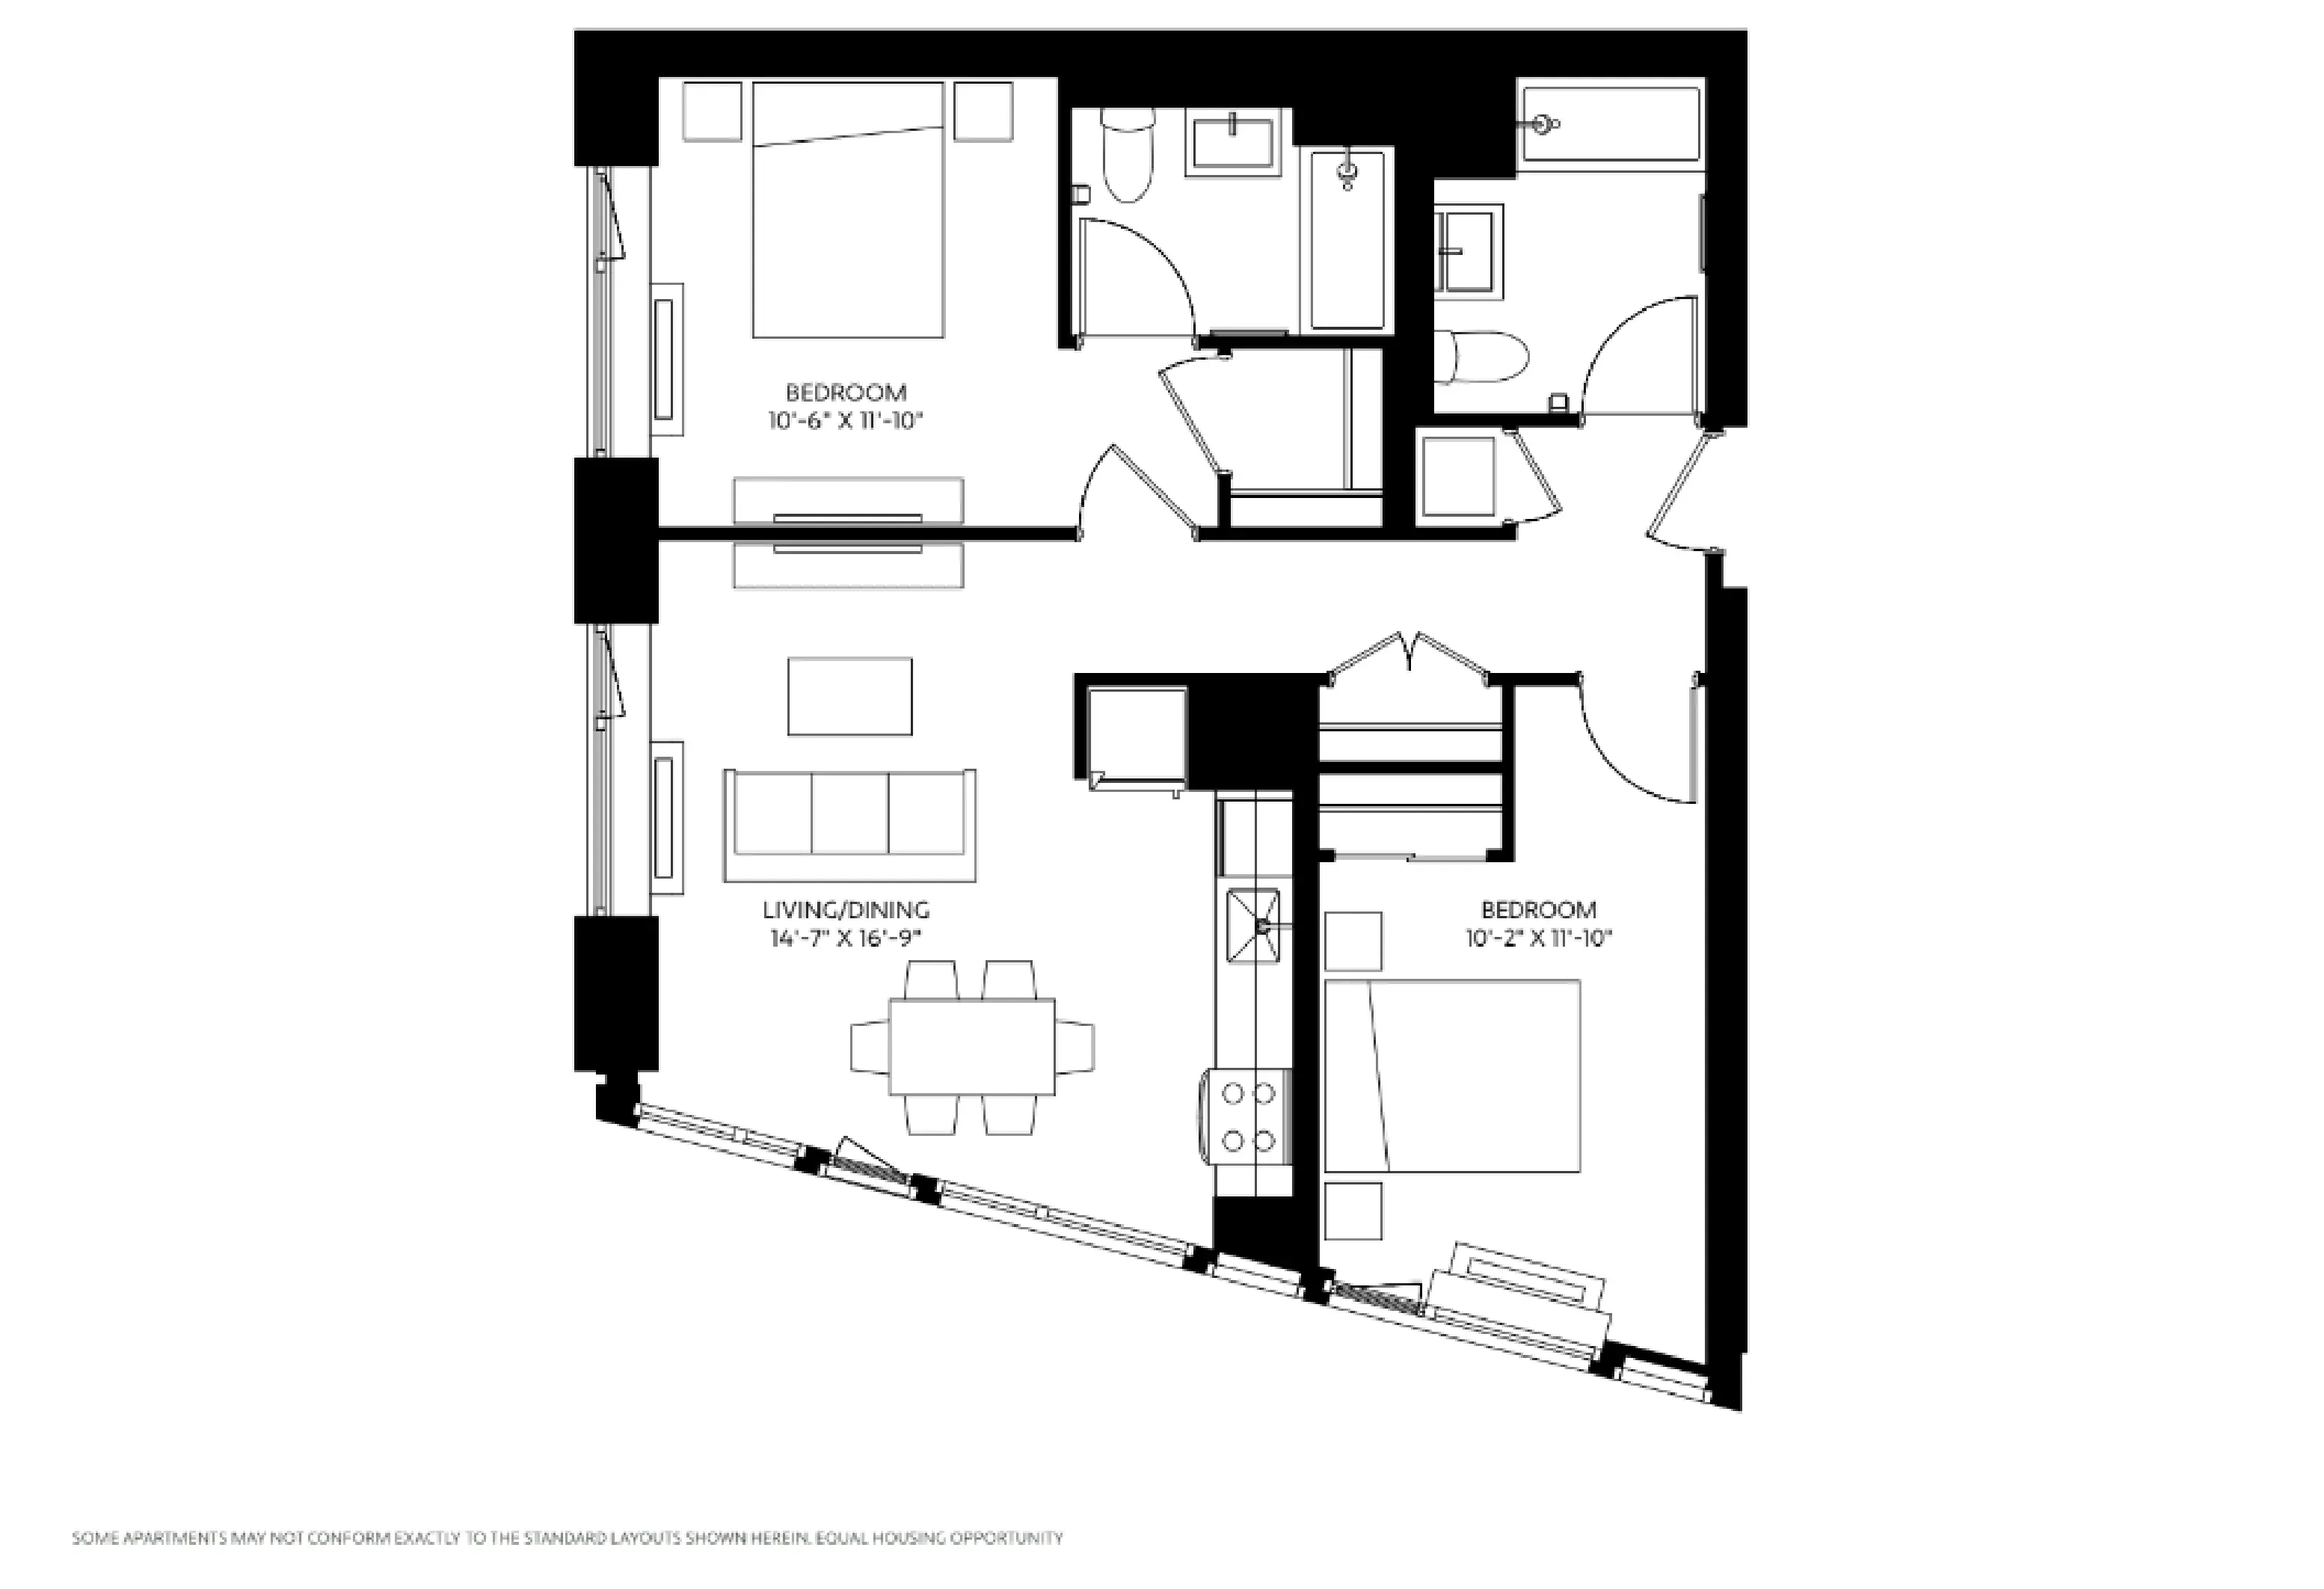 BEDROOM
10'-6" X 11'-10"
LIVING/DINING
14'-7" X 16'-9"
BEDROOM
10'-2" X 11'-10"
SOME APARTMENTS MAY NOT CONFORM EXACTLY TO THE STANDARD LAYOUTS SHOWN HEREIN. EQUAL HOUSING OPPORTUNITY